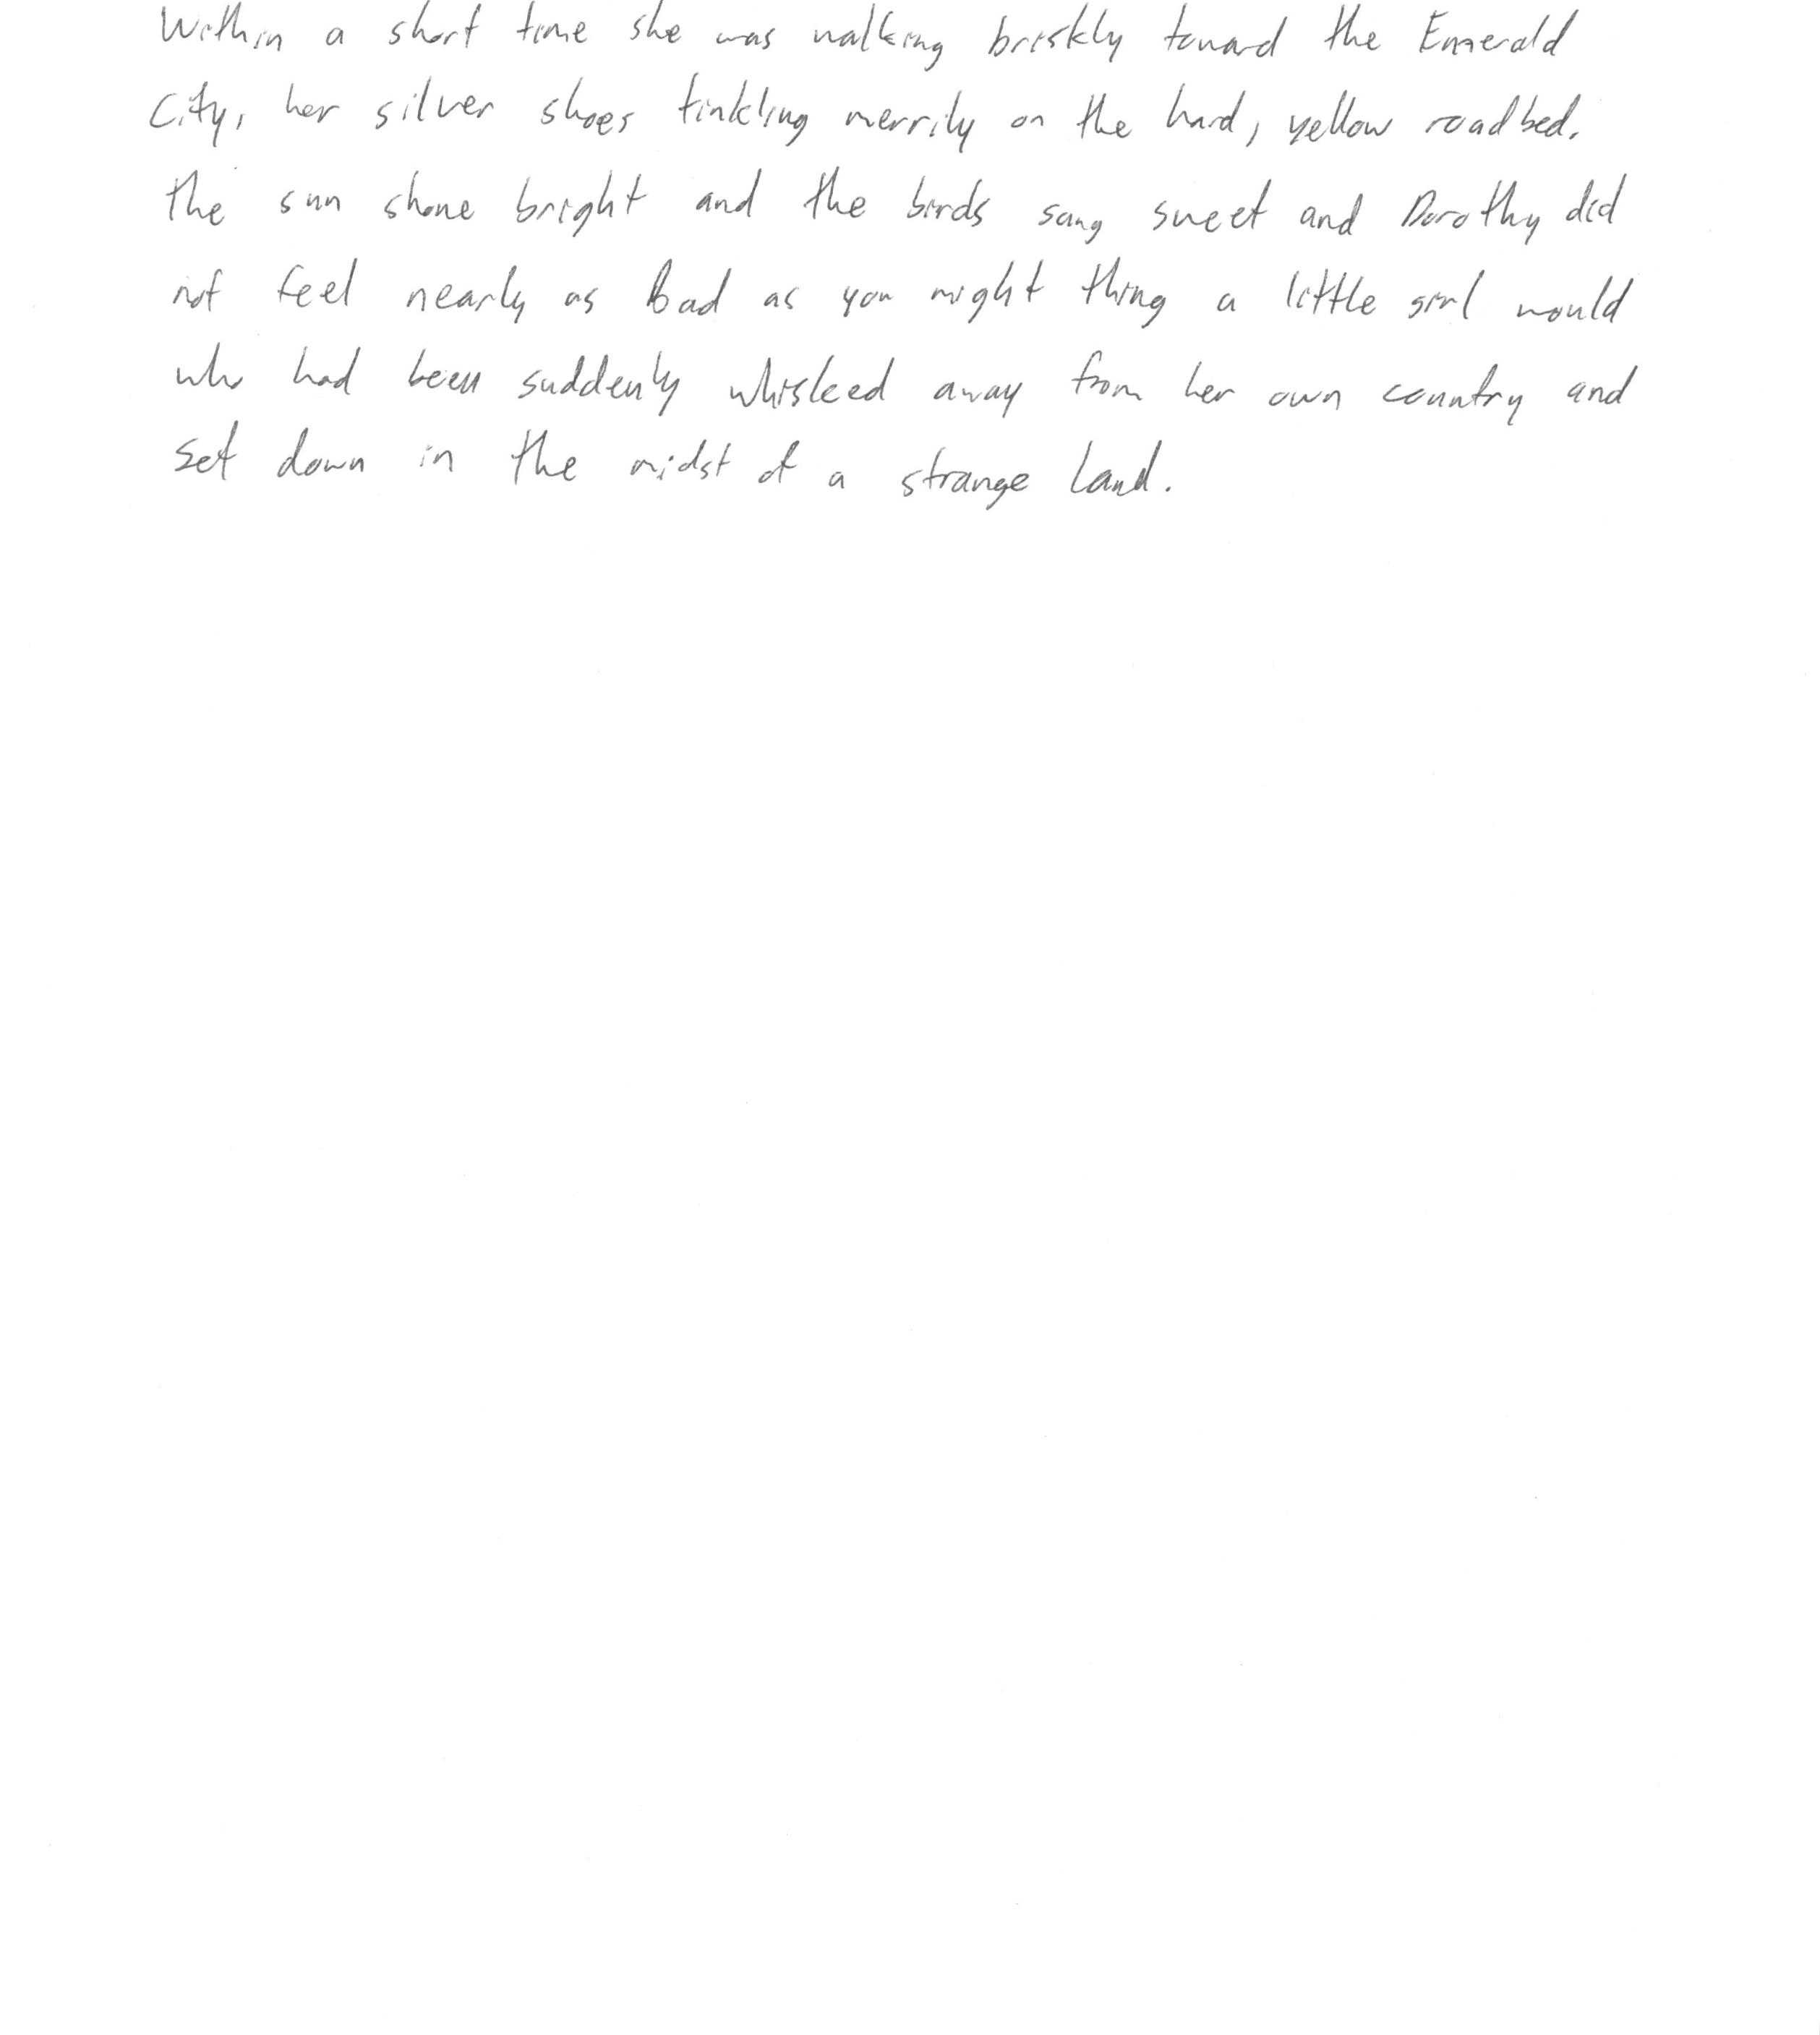 Within a short time she was walking briskly toward the Emerald
City, her silver shoes tinkling merrily on the hard, yellow roadbed.
The sun shone bright and the birds sang sweet and Dorothy did
not feel nearly as bad as you might thing a little girl would
who had been suddenly whisked away from her own country and
set down in the midst of a strange land.